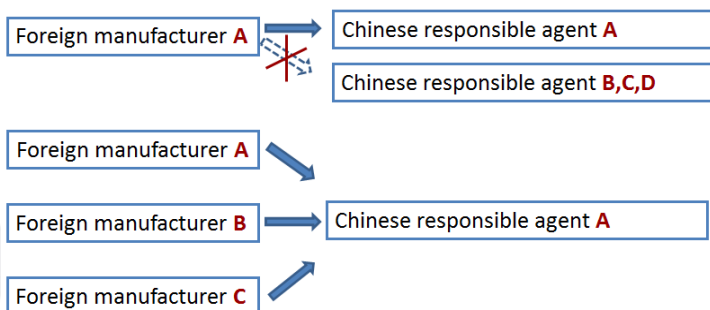 Foreign manufacturer A
Chinese responsible agent A
Chinese responsible agent B,C,D
Foreign manufacturer A
Foreign manufacturer B
Chinese responsible agent A
Foreign manufacturer C